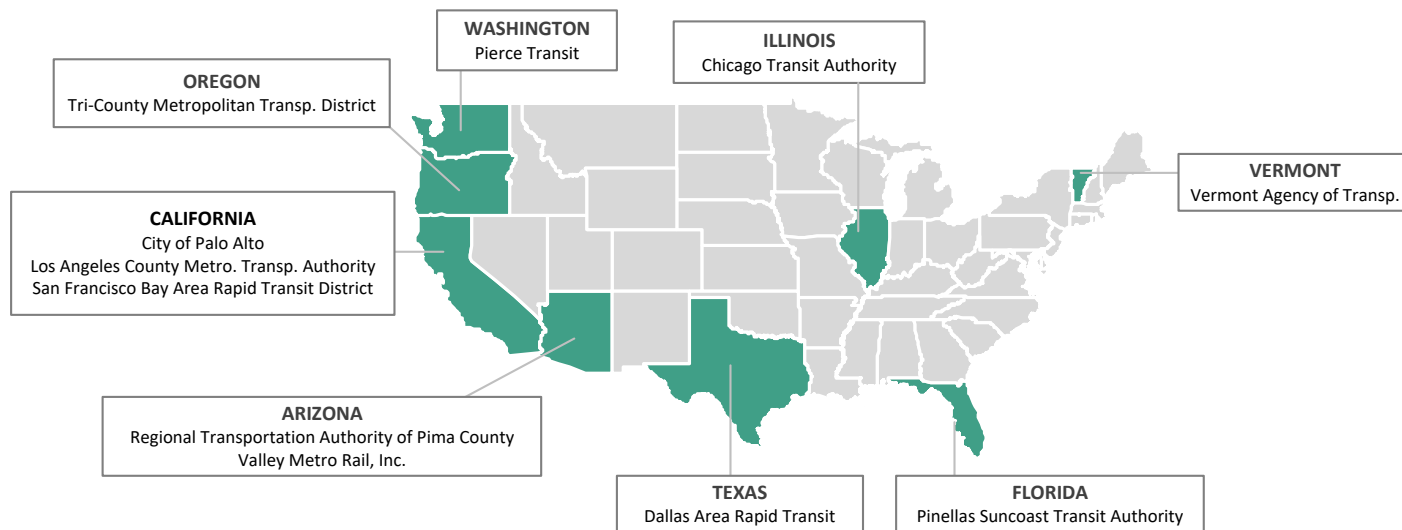 WASHINGTON
Pierce Transit
ILLINOIS
Chicago Transit Authority
OREGON
Tri-County Metropolitan Transp. District
VERMONT
Vermont Agency of Transp.
CALIFORNIA
City of Palo Alto
Los Angeles County Metro. Transp. Authority
San Francisco Bay Area Rapid Transit District
ARIZONA
Regional Transportation Authority of Pima County
Valley Metro Rail, Inc.
TEXAS
Dallas Area Rapid Transit
FLORIDA
Pinellas Suncoast Transit Authority